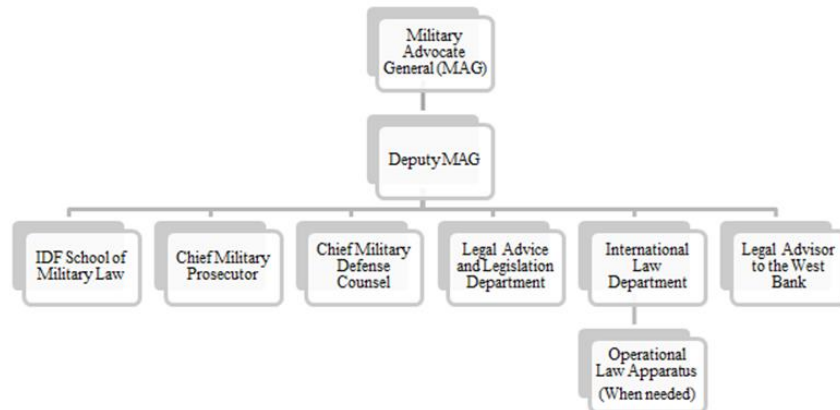 Military
Advocate
General (MAG)
Deputy MAG
IDF School of
Military Law
Chief Military
Prosecutor
Chief Military
Defense
Counsel
Legal Advice
and Legislation
Department
International
Law
Department
Legal Advisor
to the West
Bank
Operational
Law Apparatus
(When needed)